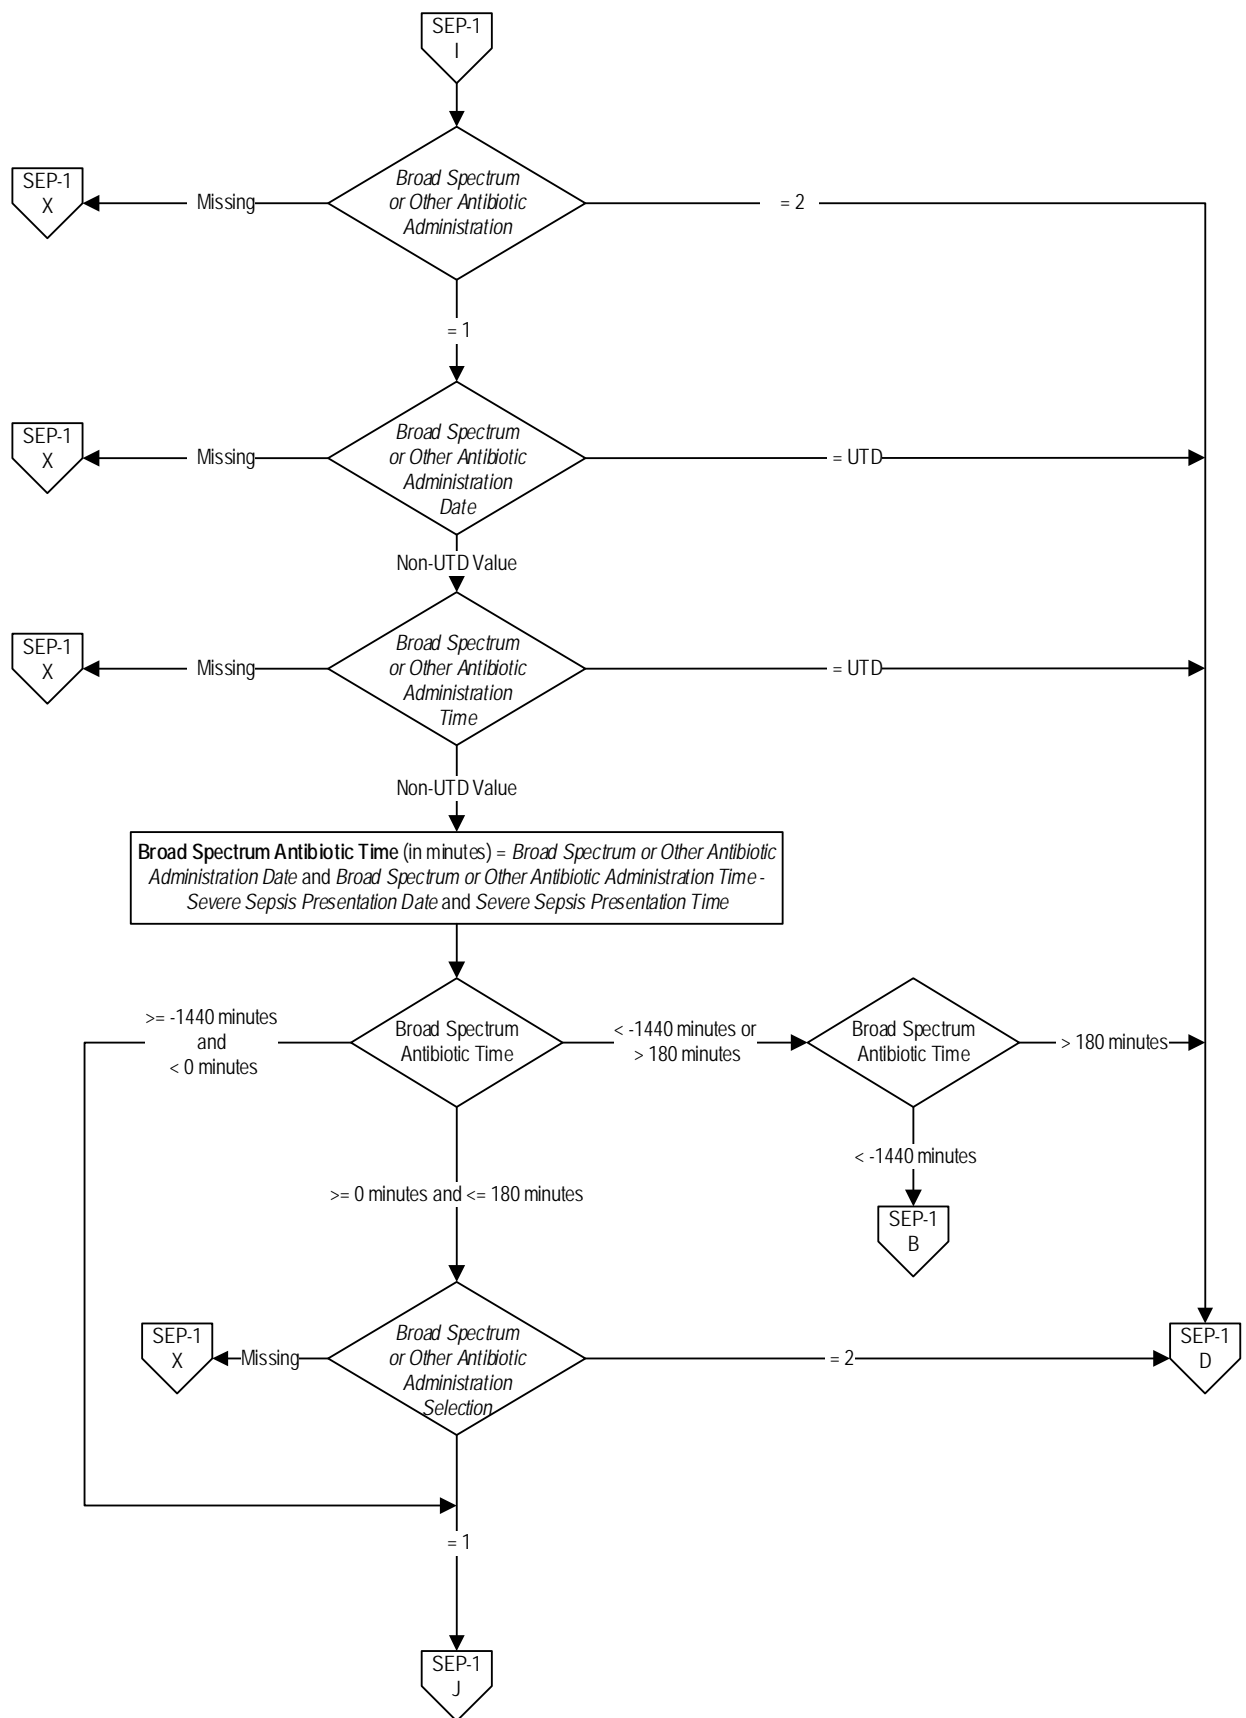 SEP-1
I
Broad Spectrum
or Other Antibiotic
Administration
SEP-1
X
Missing
= 2
= 1
Broad Spectrum
or Other Antibiotic
Administration
Date
SEP-1
X
Missing
= UTD
Non-UTD Value
Broad Spectrum
or Other Antibiotic
Administration
Time
SEP-1
X
Missing
= UTD
Non-UTD Value
Broad Spectrum Antibiotic Time (in minutes) = Broad Spectrum or Other Antibiotic
Administration Date and Broad Spectrum or Other Antibiotic Administration Time -
Severe Sepsis Presentation Date and Severe Sepsis Presentation Time
>= -1440 minutes
and
< 0 minutes
Broad Spectrum
Antibiotic Time
< -1440 minutes or
> 180 minutes
Broad Spectrum
Antibiotic Time
> 180 minutes
< -1440 minutes
>= 0 minutes and <= 180 minutes
SEP-1
B
SEP-1
X
Missing
Broad Spectrum
or Other Antibiotic
Administration
Selection
= 2
SEP-1
D
= 1
SEP-1
J